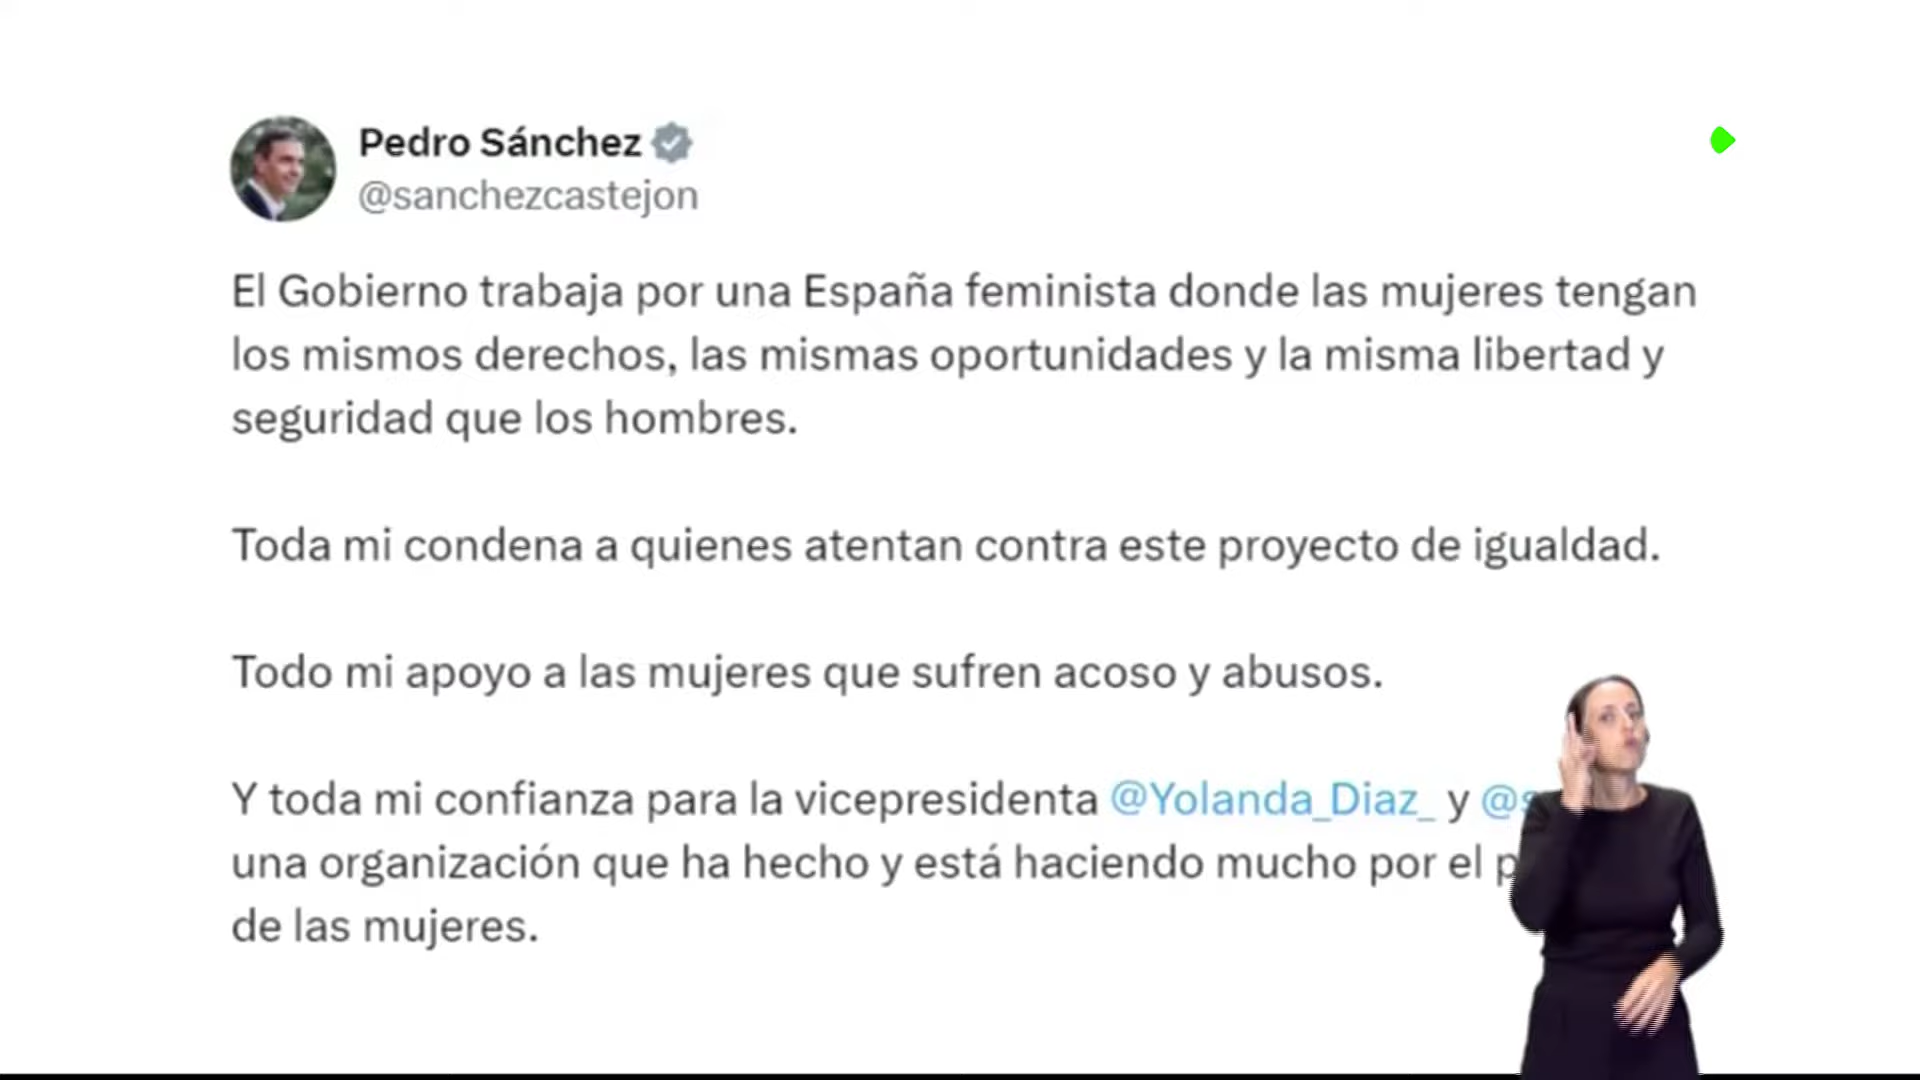 Pedro Sánchez
@sanchezcastejon
El Gobierno trabaja por una España feminista donde las mujeres tengan
los mismos derechos, las mismas oportunidades y la misma libertad y
seguridad que los hombres.
Toda mi condena a quienes atentan contra este proyecto de igualdad.
Todo mi apoyo a las mujeres que sufren acoso y abusos.
Y toda mi confianza para la vicepresidenta @Yolanda_Diaz_ y
una organización que ha hecho y está haciendo mucho por el
de las mujeres.